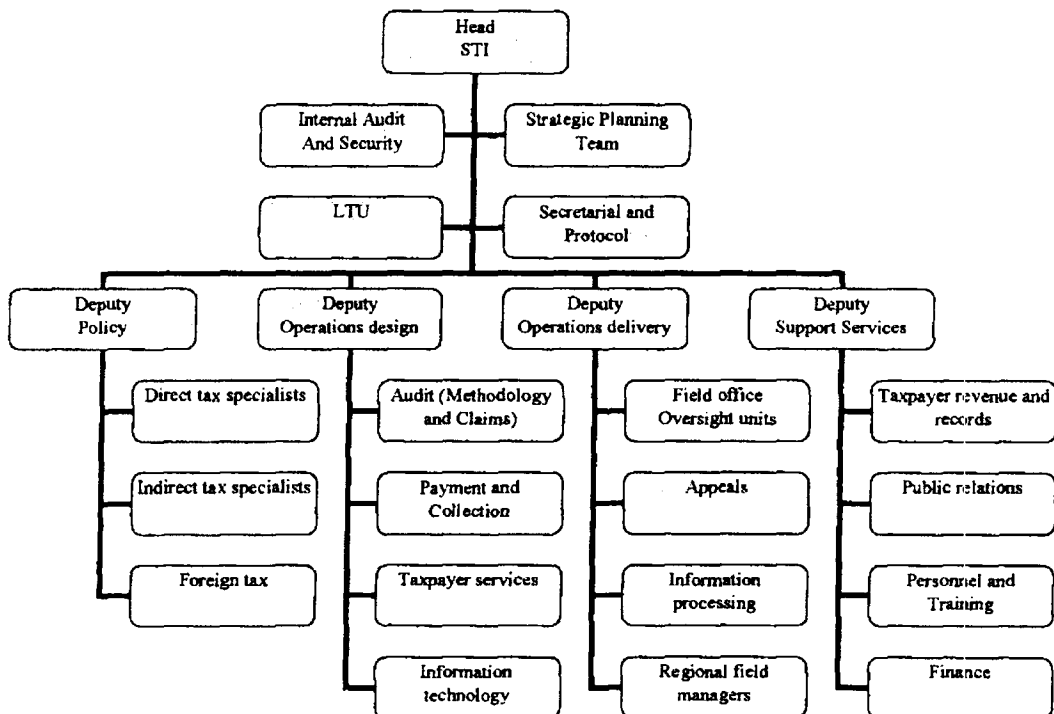 Head
STI
Internal Audit
And Security
Strategic Planning
Team
LTU
Secretarial and
Protocol
Deputy
Policy
Deputy
Operations design
Deputy
Operations delivery
Deputy
Support Services
Direct tax specialists
Audit (Methodology
and Claims)
Field office
Oversight units
Taxpayer revenue and
records
Indirect tax specialists
Payment and
Collection
Appeals
Public relations
Foreign tax
Taxpayer services
Information
processing
Personnel and
Training
Information
technology
Regional field
managers
Finance